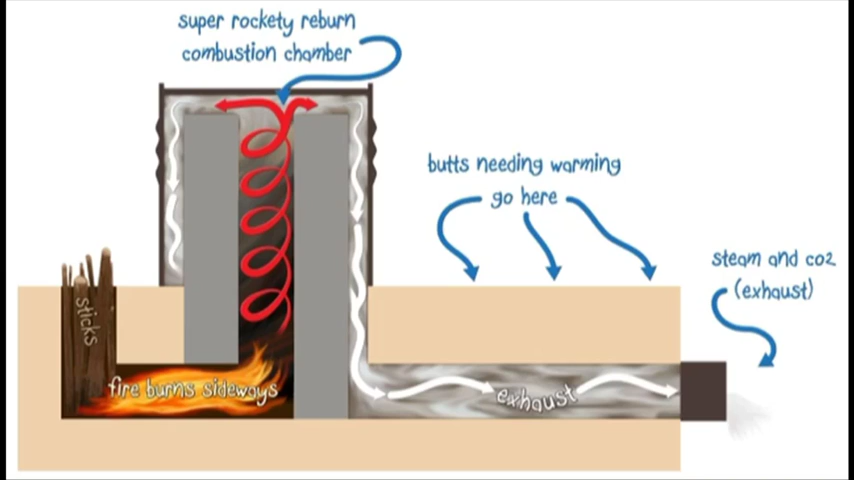 super rockety reburn
combustion chamber
butts needing warming
go here
steam and co2
(exhaust)
sticks
fire burns sideways
exhaust